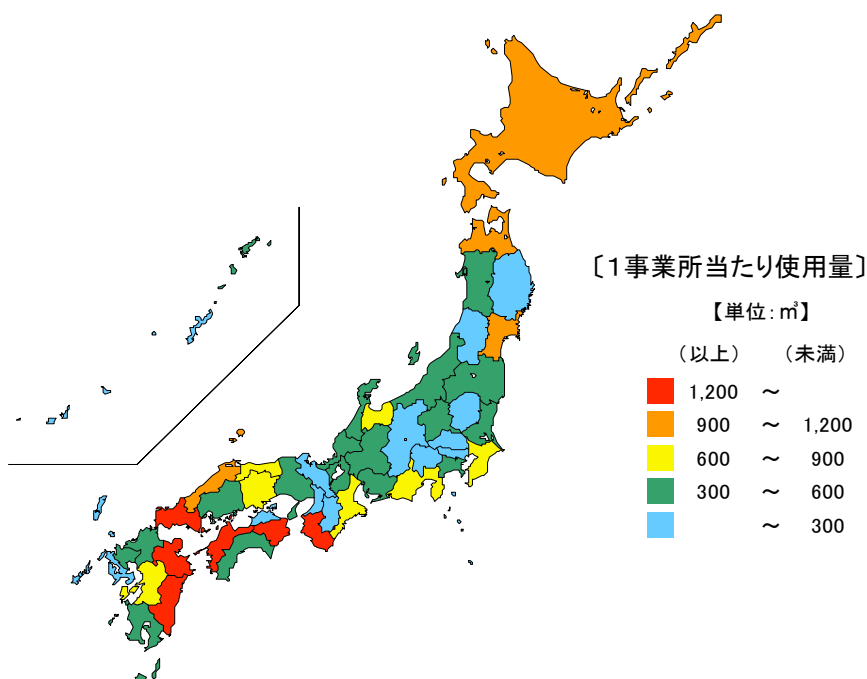 〔1事業所当たり使用量〕
【単位：㎥】
（以上） （未満）
1,200 ～
900 ～ 1,200
600 ～ 900
300 ～ 600
～ 300